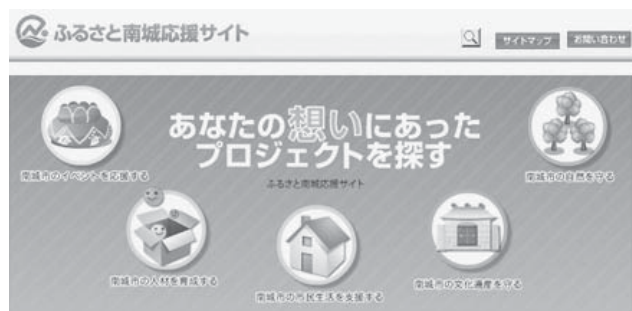 ふるさと南城応援サイト
サイトマップ
お問い合わせ
あなたの想いにあった
プロジェクトを探す
ふるさと南城応援サイト
南城市のイベントを応援する
南城市の自然を守る
南城市の人材を育成する
南城市の市民生活を支援する
南城市の文化遺産を守る